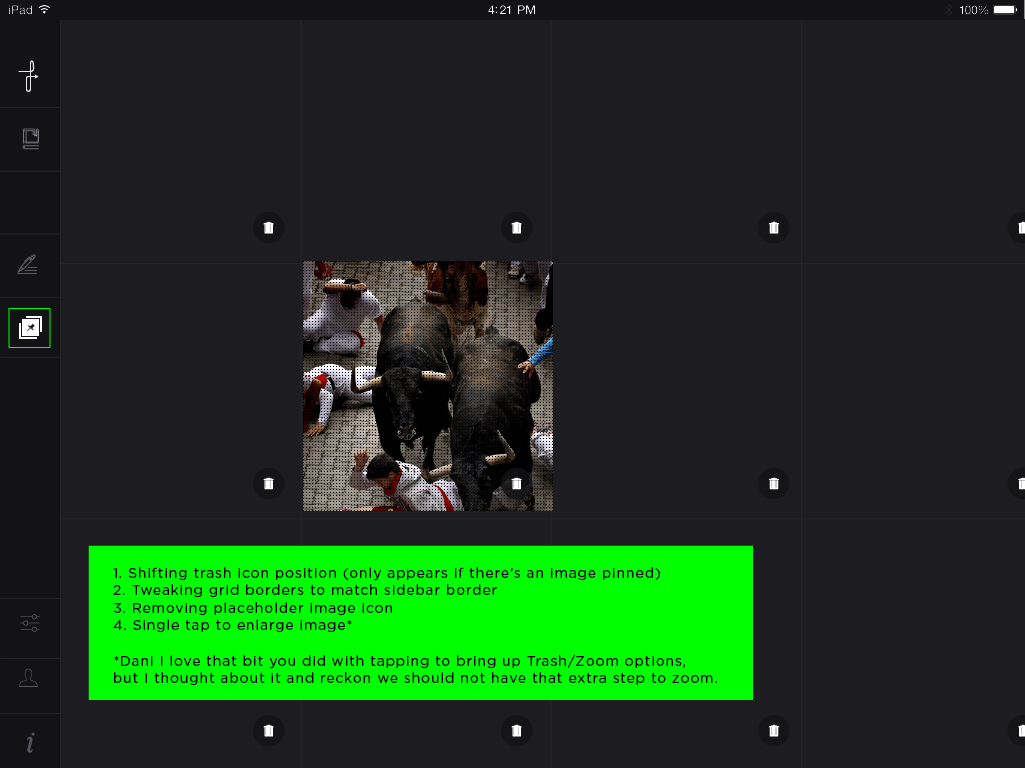 iPad 4:21 PM 100%
1. Shifting trash icon position (only appears if there's an image pinned)
2. Tweaking grid borders to match sidebar border
3. Removing placeholder image icon
4. Single tap to enlarge image*
*Dani I love that bit you did with tapping to bring up Trash/Zoom options,
but I thought about it and reckon we should not have that extra step to zoom.
i